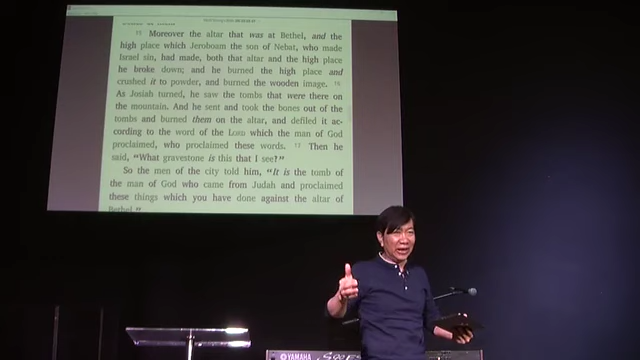 15 Moreover the altar that was at Bethel, and the
high place which Jeroboam the son of Nebat, who made
Israel sin, had made, both that altar and the high place
he broke down; and he burned the high place and
crushed it to powder, and burned the wooden image. 16
As Josiah turned, he saw the tombs that were there on
the mountain. And he sent and took the bones out of the
tombs and burned them on the altar, and defiled it ac-
cording to the word of the LORD which the man of God
proclaimed, who proclaimed these words. 17 Then he
said, “What gravestone is this that I see?”
So the men of the city told him, “It is the tomb of
the man of God who came from Judah and proclaimed
these things which you have done against the altar of
Bethel.”
YAMAHA